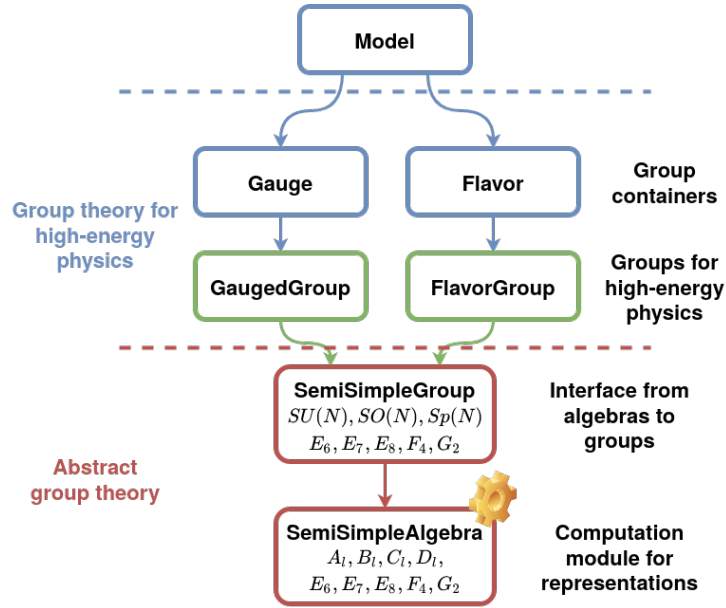 Model
Gauge
Flavor
Group
containers
Group theory for
high-energy
physics
GaugedGroup
FlavorGroup
Groups for
high-energy
physics
SemiSimpleGroup
SU(N), SO(N), Sp(N)
E₆, E₇, E₈, F₄, G₂
Interface from
algebras to
groups
Abstract
group theory
SemiSimpleAlgebra
Aₗ, Bₗ, Cₗ, Dₗ,
E₆, E₇, E₈, F₄, G₂
Computation
module for
representations